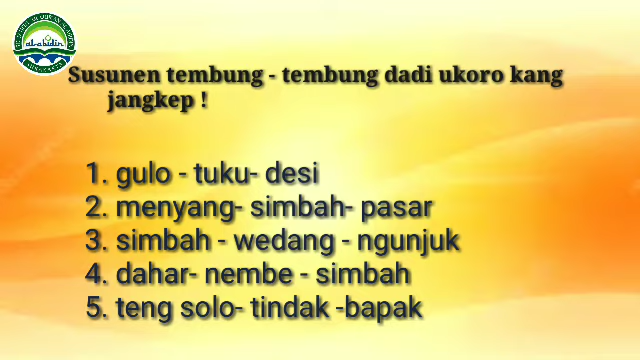 al-abidin
SURAKARTA
Susunen tembung - tembung dadi ukoro kang
jangkep !
1. gulo - tuku- desi
2. menyang- simbah- pasar
3. simbah - wedang - ngunjuk
4. dahar- nembe - simbah
5. teng solo- tindak -bapak